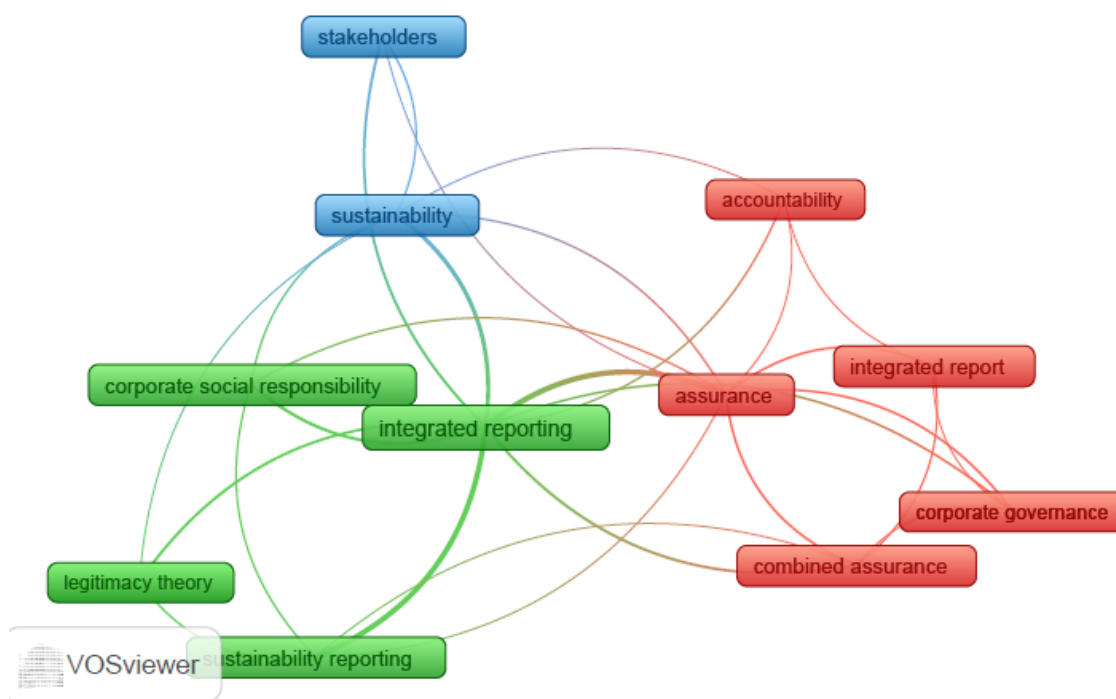 stakeholders
sustainability
accountability
corporate social responsibility
integrated report
assurance
integrated reporting
corporate governance
combined assurance
legitimacy theory
sustainability reporting
VOSviewer